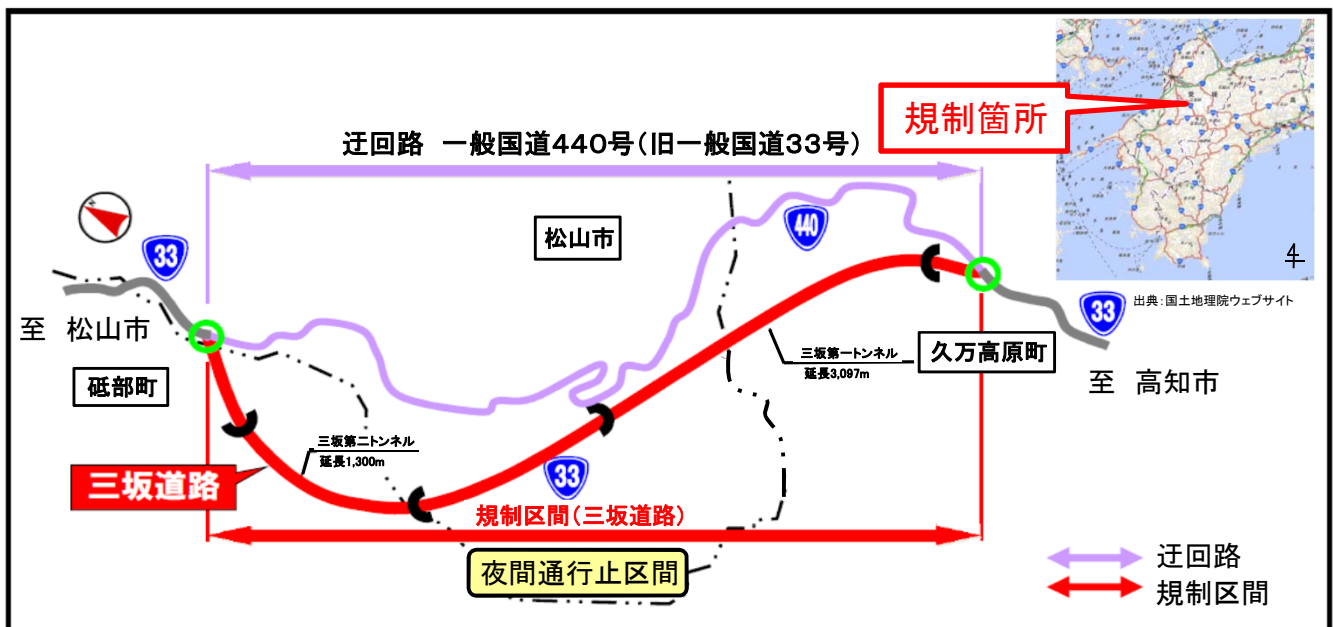 規制箇所
迂回路 一般国道440号(旧一般国道33号)
松山市
440
33
至 松山市
砥部町
出典:国土地理院ウェブサイト
33
三坂第一トンネル
延長3,097m
久万高原町
至 高知市
三坂第二トンネル
延長1,300m
三坂道路
33
規制区間(三坂道路)
夜間通行止区間
迂回路
規制区間